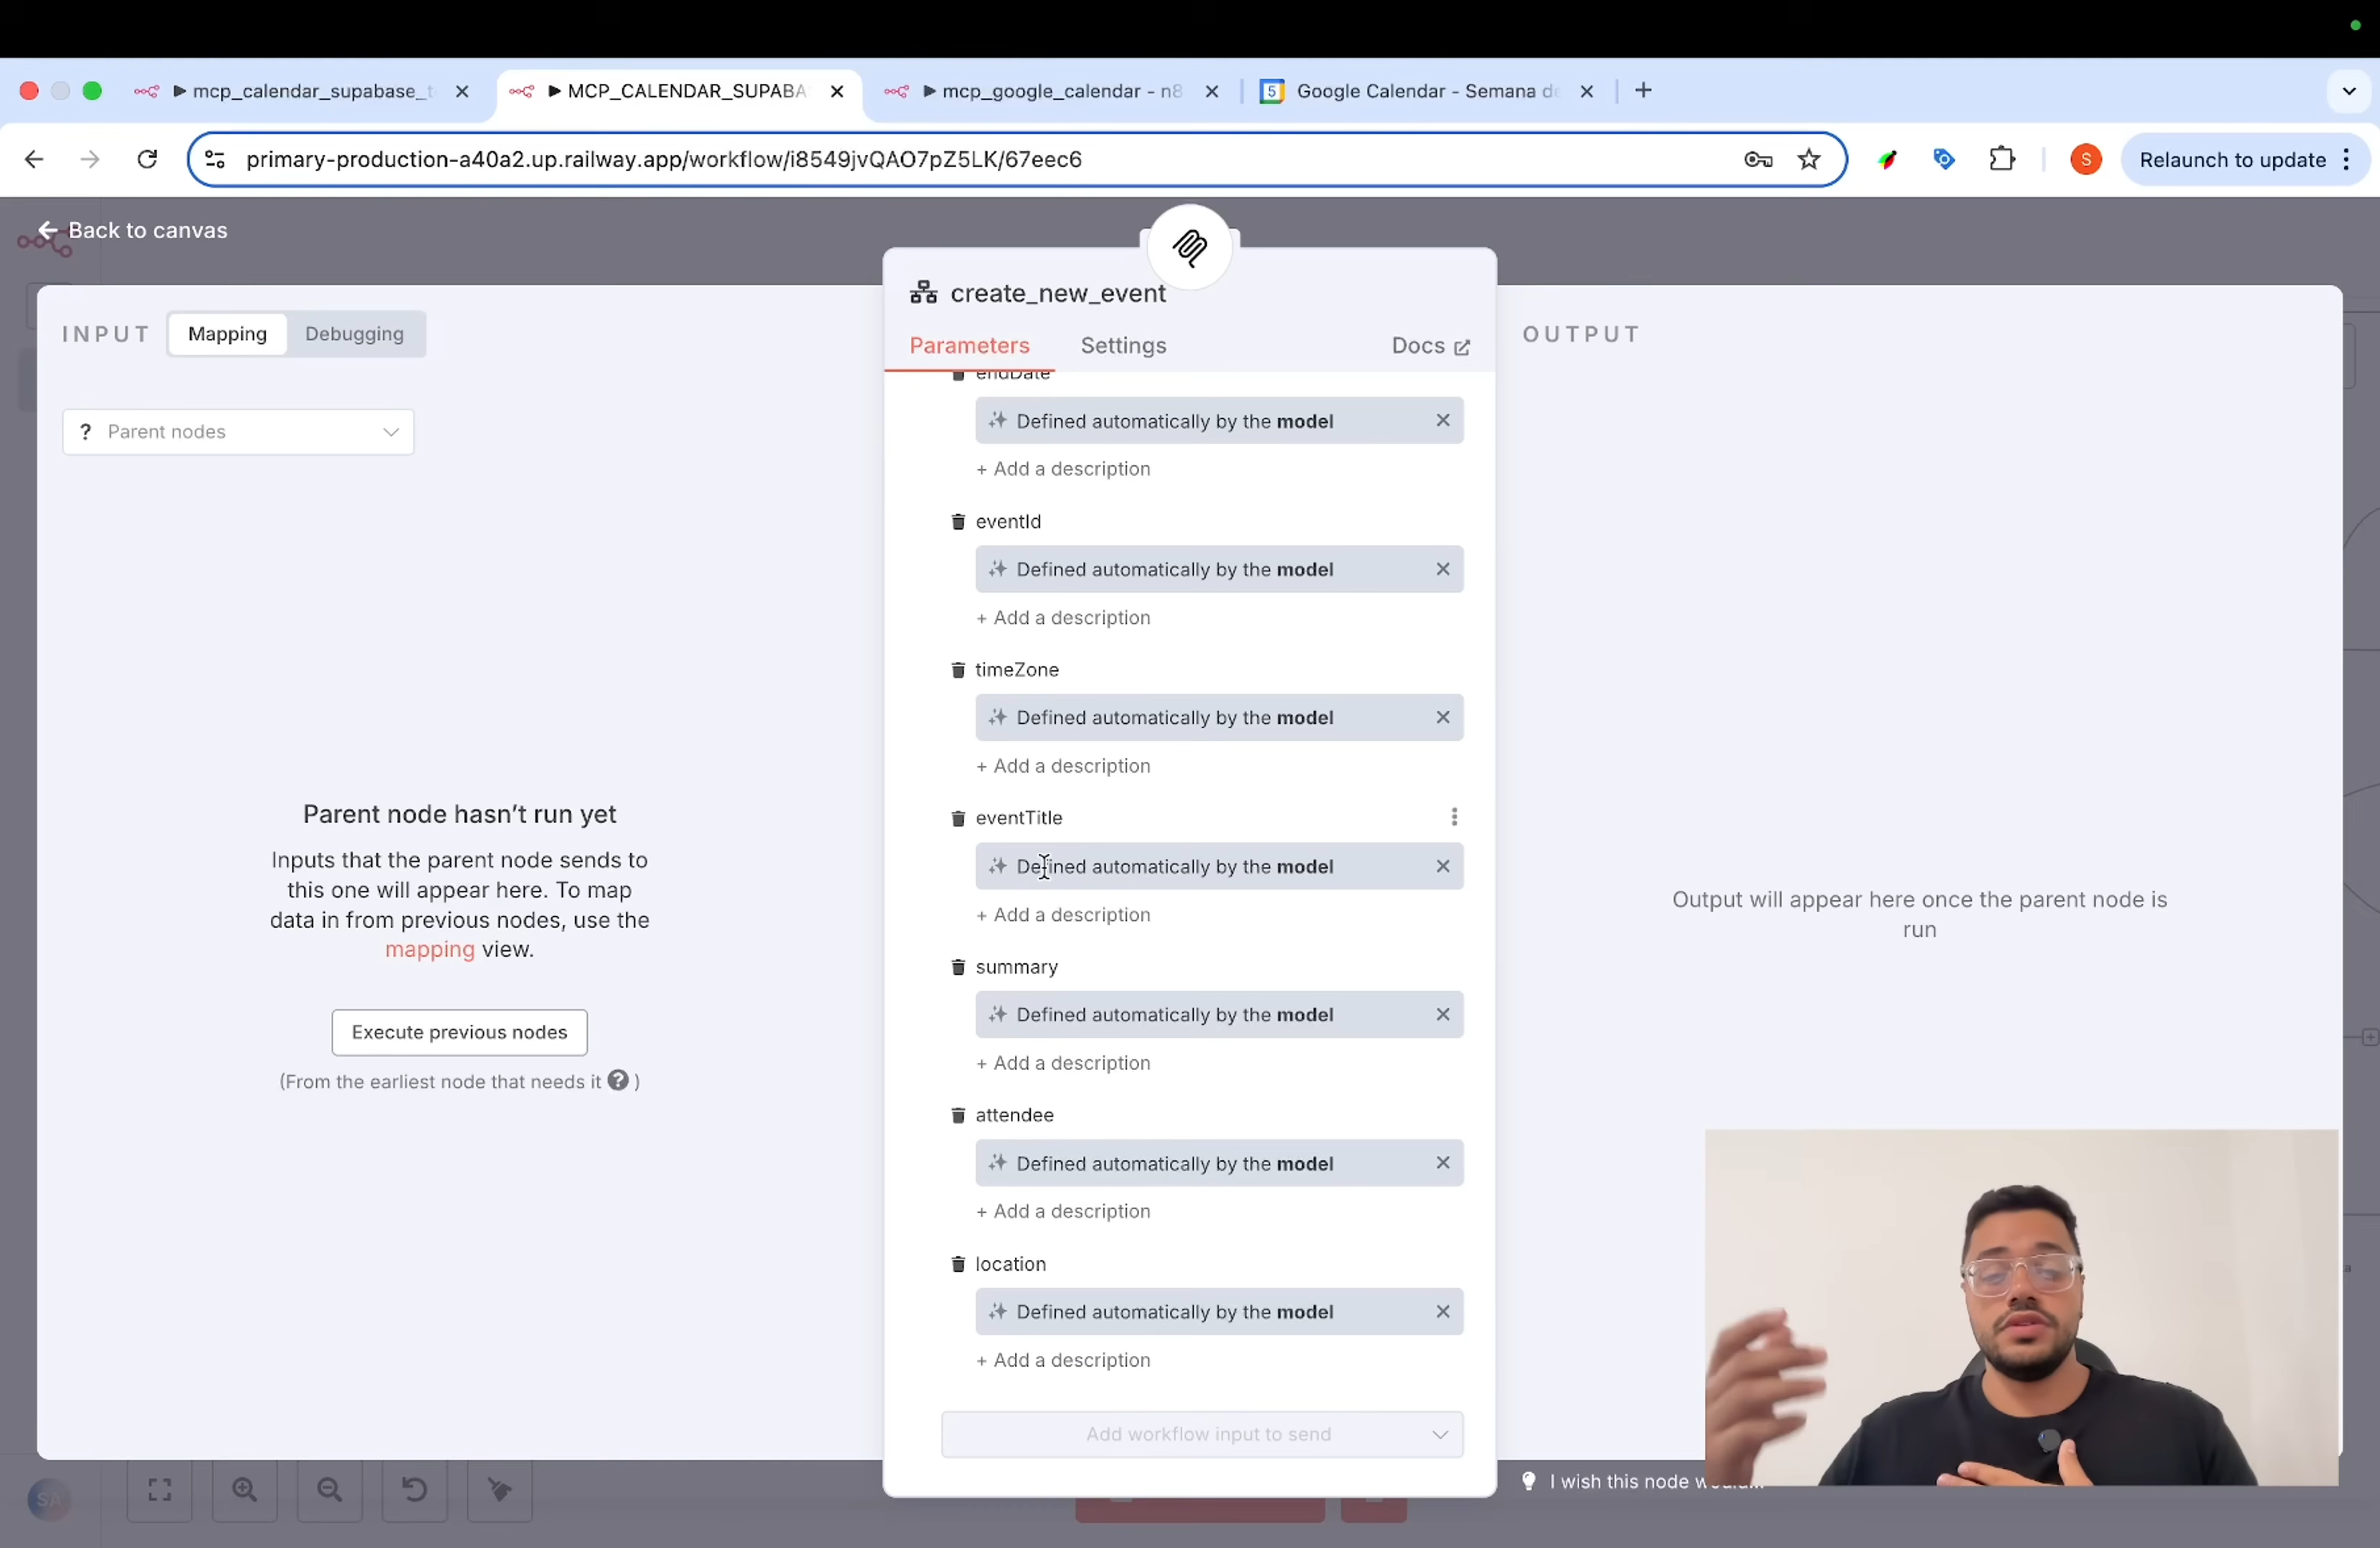 mcp_calendar_supabase_t
MCP_CALENDAR_SUPABA
mcp_google_calendar - n8
5
Google Calendar - Semana de
primary-production-a40a2.up.railway.app/workflow/i8549jvQAO7pZ5LK/67eec6
S
Relaunch to update
Back to canvas
create_new_event
INPUT
Mapping
Debugging
Parameters
Settings
Docs
OUTPUT
endDate
? Parent nodes
Defined automatically by the model
+ Add a description
eventId
Defined automatically by the model
+ Add a description
timeZone
Defined automatically by the model
+ Add a description
eventTitle
Defined automatically by the model
+ Add a description
summary
Defined automatically by the model
+ Add a description
attendee
Defined automatically by the model
+ Add a description
location
Defined automatically by the model
+ Add a description
Add workflow input to send
Parent node hasn't run yet
Inputs that the parent node sends to
this one will appear here. To map
data in from previous nodes, use the
mapping view.
Execute previous nodes
(From the earliest node that needs it ? )
Output will appear here once the parent node is
run
SA
I wish this node